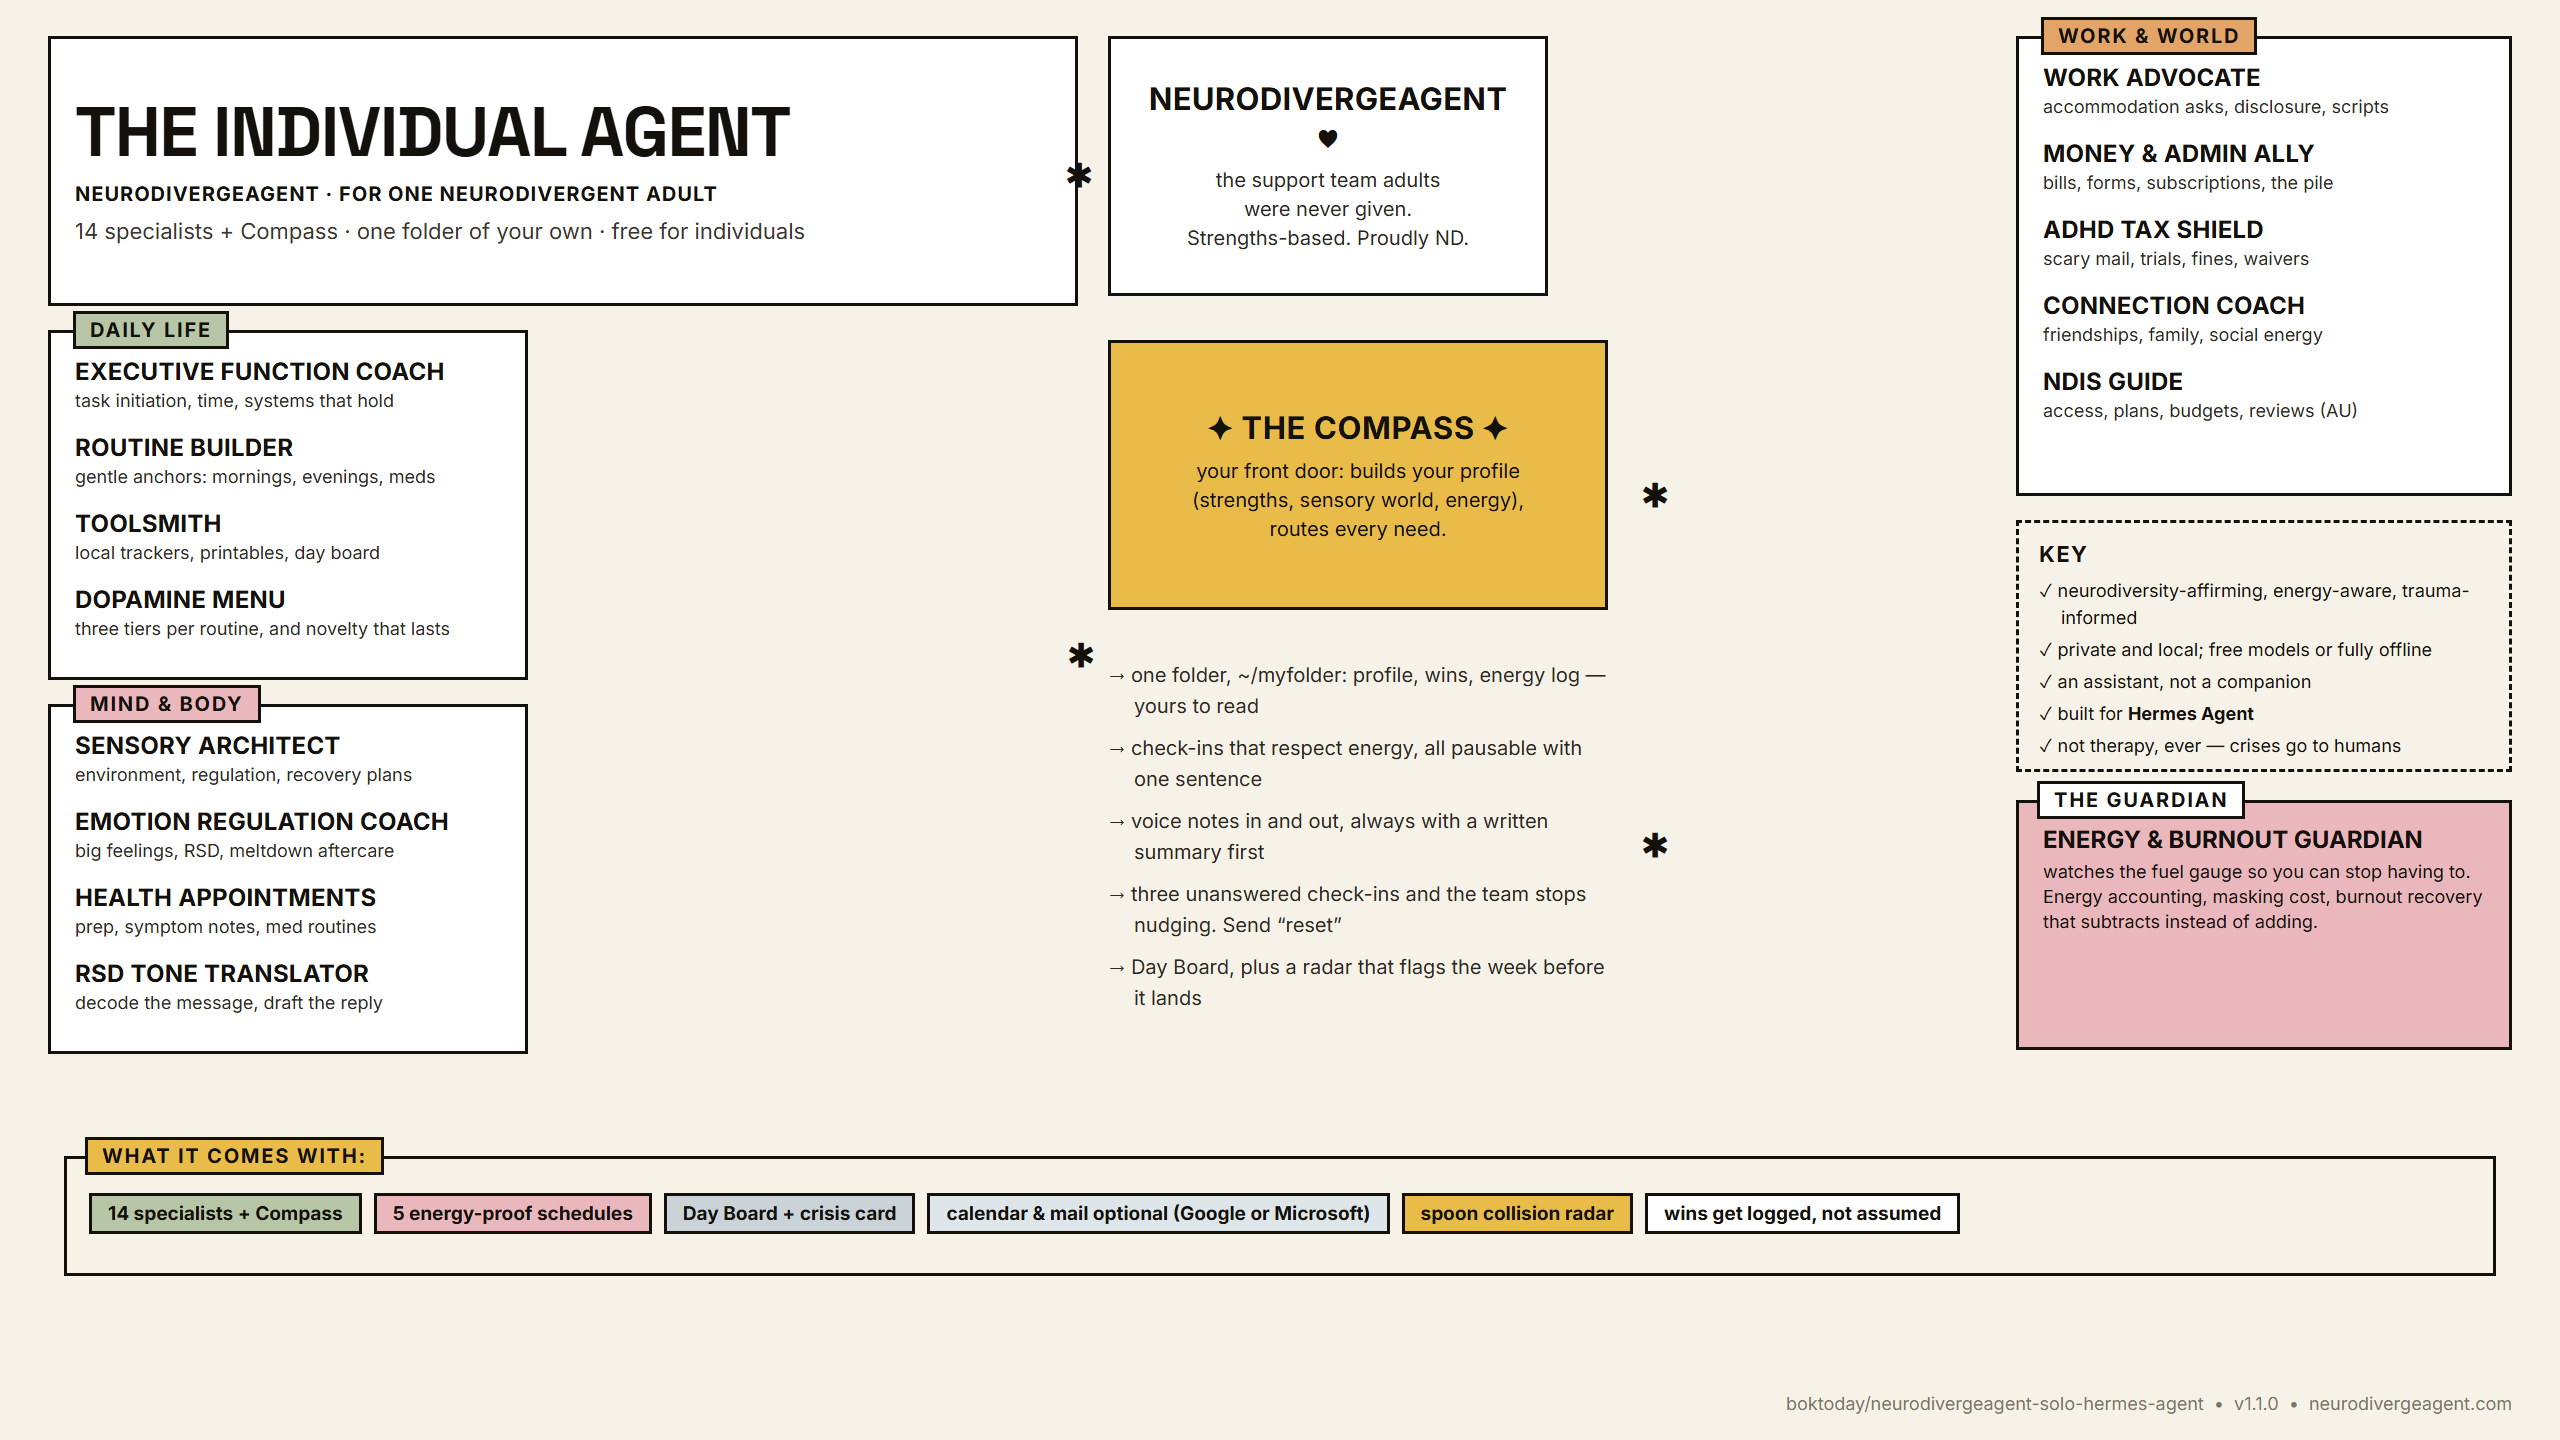 THE INDIVIDUAL AGENT
NEURODIVERGEAGENT · FOR ONE NEURODIVERGENT ADULT
14 specialists + Compass · one folder of your own · free for individuals
NEURODIVERGEAGENT
♥
the support team adults
were never given.
Strengths-based. Proudly ND.
DAILY LIFE
EXECUTIVE FUNCTION COACH
task initiation, time, systems that hold
ROUTINE BUILDER
gentle anchors: mornings, evenings, meds
TOOLSMITH
local trackers, printables, day board
DOPAMINE MENU
three tiers per routine, and novelty that lasts
MIND & BODY
SENSORY ARCHITECT
environment, regulation, recovery plans
EMOTION REGULATION COACH
big feelings, RSD, meltdown aftercare
HEALTH APPOINTMENTS
prep, symptom notes, med routines
RSD TONE TRANSLATOR
decode the message, draft the reply
✦ THE COMPASS ✦
your front door: builds your profile
(strengths, sensory world, energy),
routes every need.
→ one folder, ~/myfolder: profile, wins, energy log —
yours to read
→ check-ins that respect energy, all pausable with
one sentence
→ voice notes in and out, always with a written
summary first
→ three unanswered check-ins and the team stops
nudging. Send “reset”
→ Day Board, plus a radar that flags the week before
it lands
WORK & WORLD
WORK ADVOCATE
accommodation asks, disclosure, scripts
MONEY & ADMIN ALLY
bills, forms, subscriptions, the pile
ADHD TAX SHIELD
scary mail, trials, fines, waivers
CONNECTION COACH
friendships, family, social energy
NDIS GUIDE
access, plans, budgets, reviews (AU)
KEY
✓ neurodiversity-affirming, energy-aware, trauma-
informed
✓ private and local; free models or fully offline
✓ an assistant, not a companion
✓ built for Hermes Agent
✓ not therapy, ever — crises go to humans
THE GUARDIAN
ENERGY & BURNOUT GUARDIAN
watches the fuel gauge so you can stop having to.
Energy accounting, masking cost, burnout recovery
that subtracts instead of adding.
WHAT IT COMES WITH:
14 specialists + Compass
5 energy-proof schedules
Day Board + crisis card
calendar & mail optional (Google or Microsoft)
spoon collision radar
wins get logged, not assumed
boktoday/neurodivergeagent-solo-hermes-agent • v1.1.0 • neurodivergeagent.com